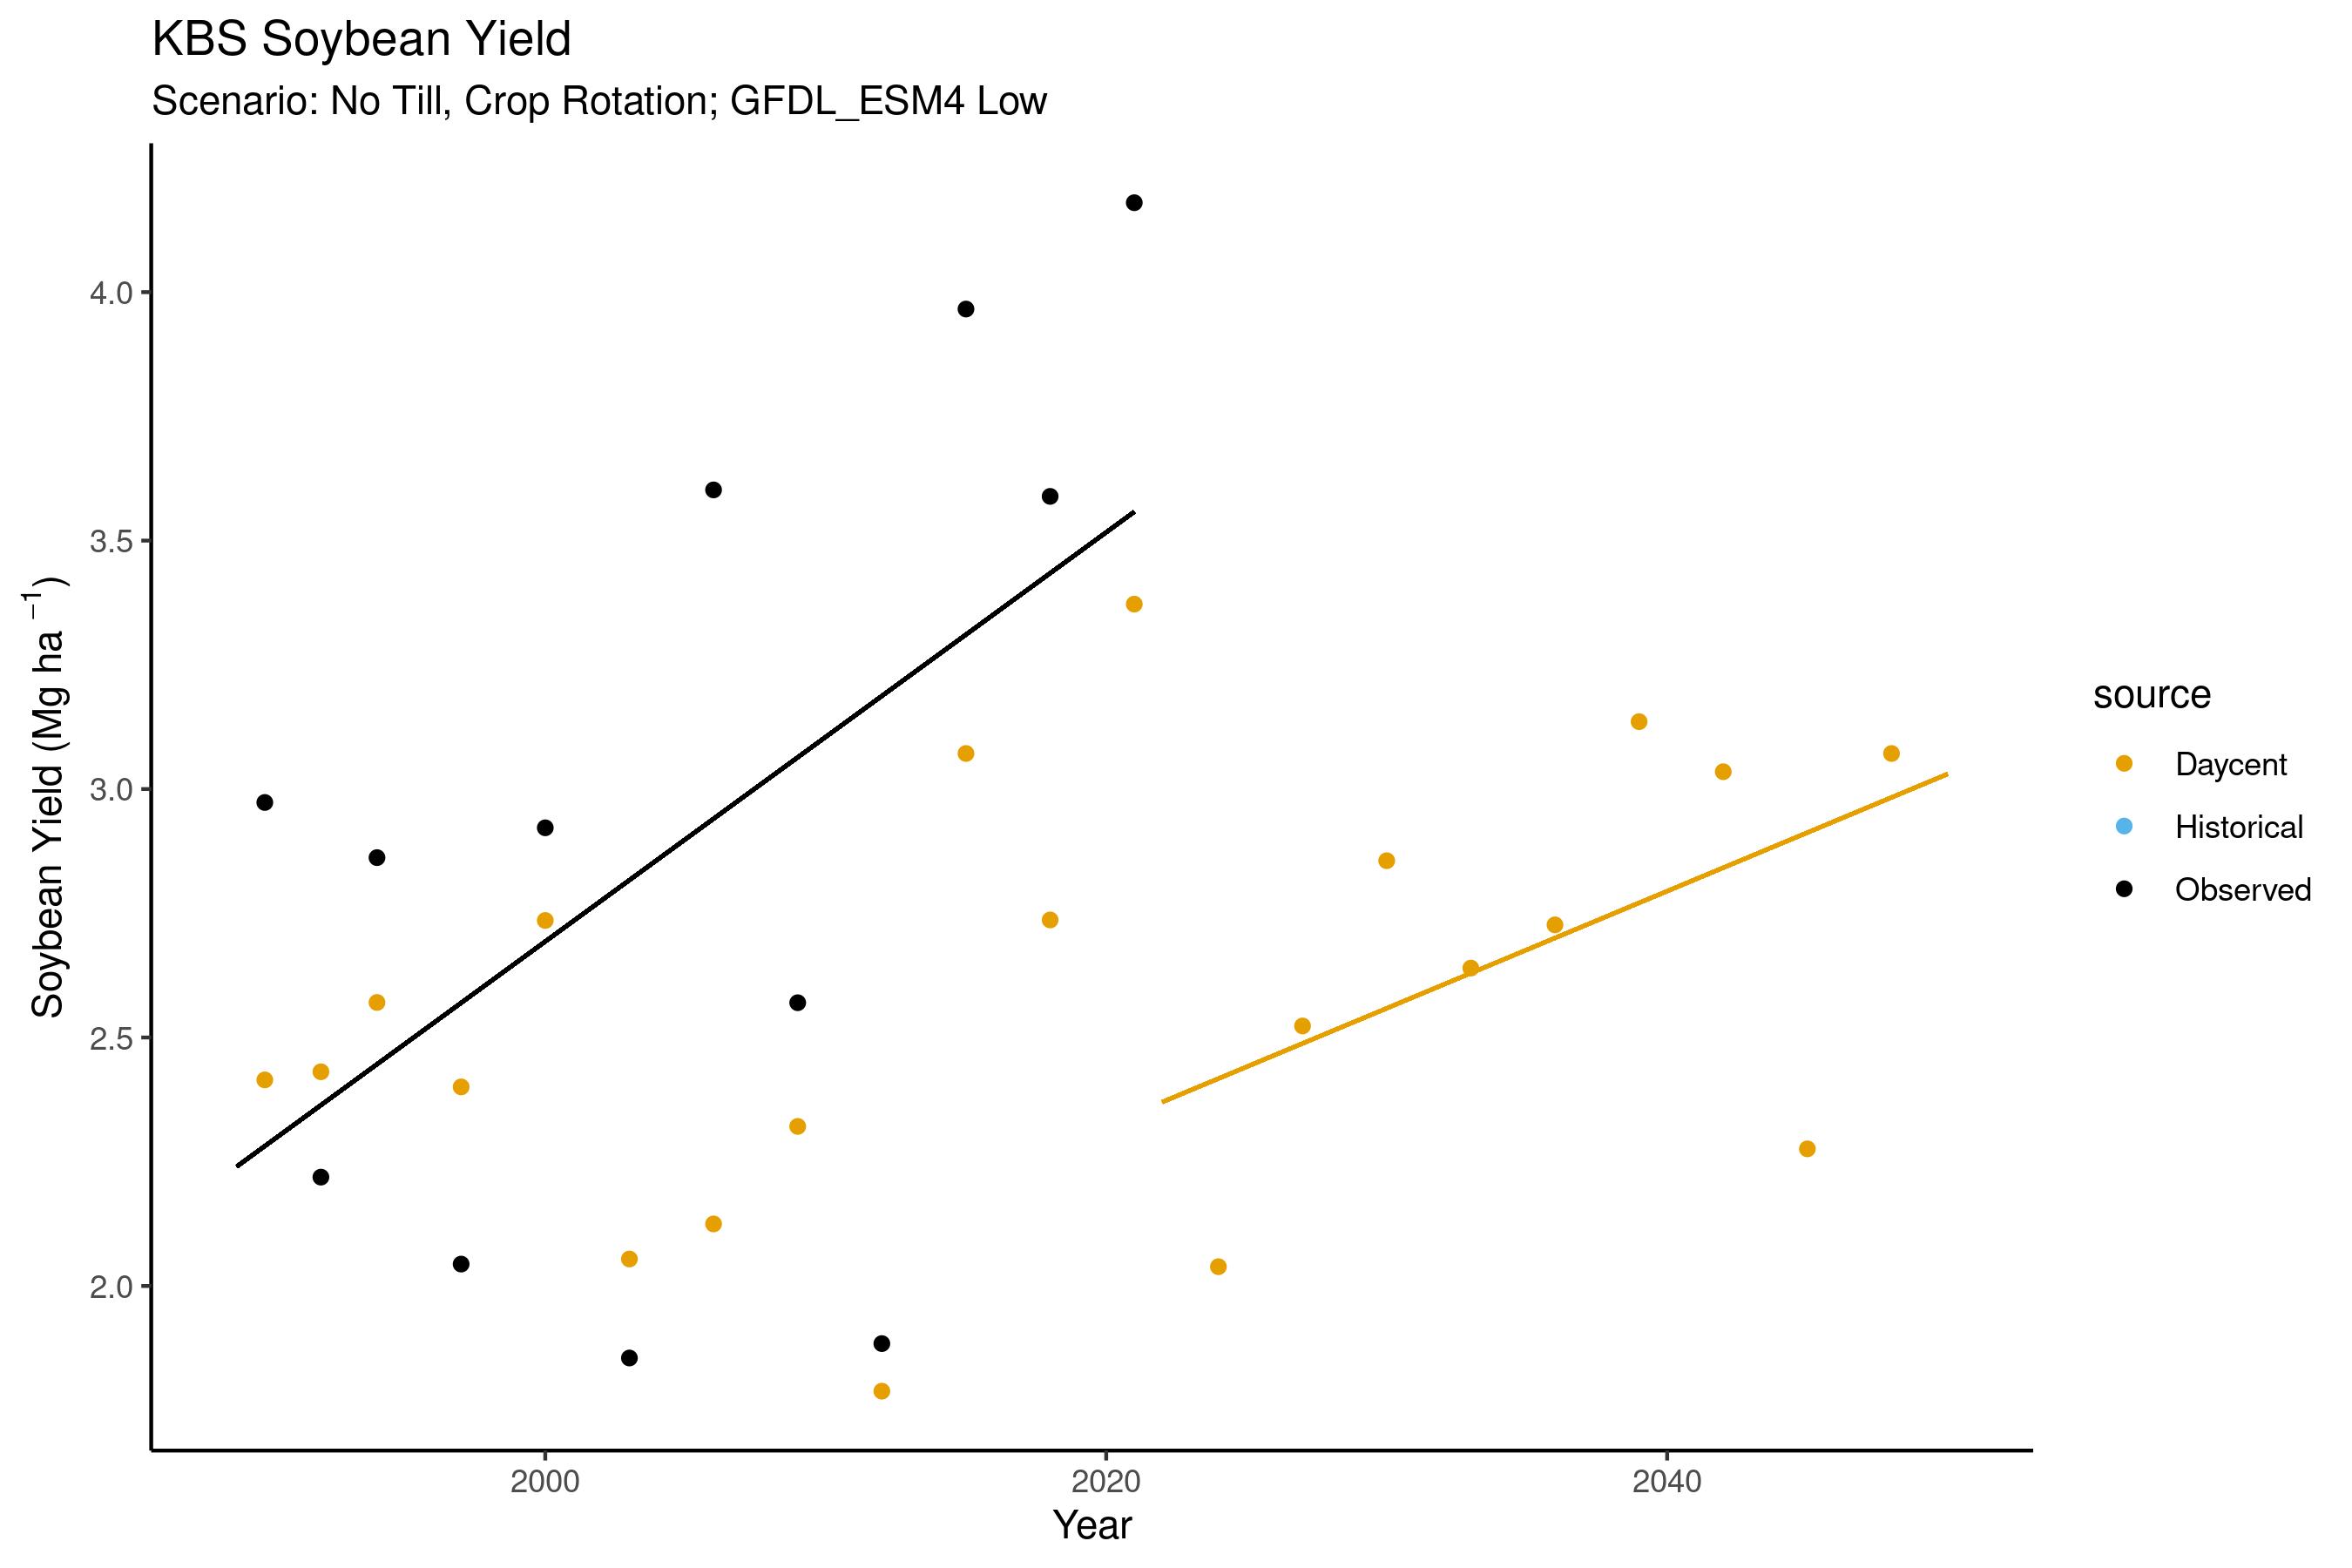 KBS Soybean Yield
Scenario: No Till, Crop Rotation; GFDL_ESM4 Low
Soybean Yield (Mg ha⁻¹)
4.0
3.5
3.0
2.5
2.0
2000 2020 2040
Year
source
Daycent
Historical
Observed